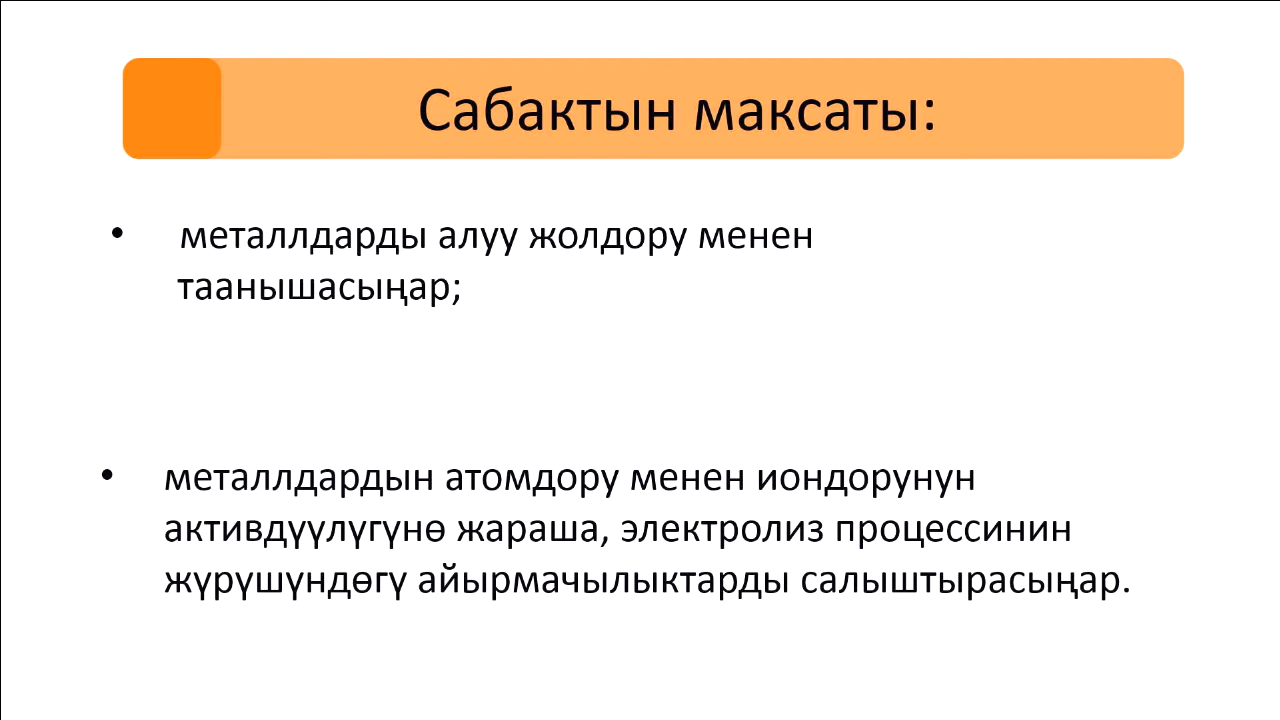 Сабактын максаты:
• металлдарды алуу жолдору менен
таанышасыңар;
• металлдардын атомдору менен иондорунун
активдүүлүгүнө жараша, электролиз процессинин
жүрүшүндөгү айырмачылыктарды салыштырасыңар.